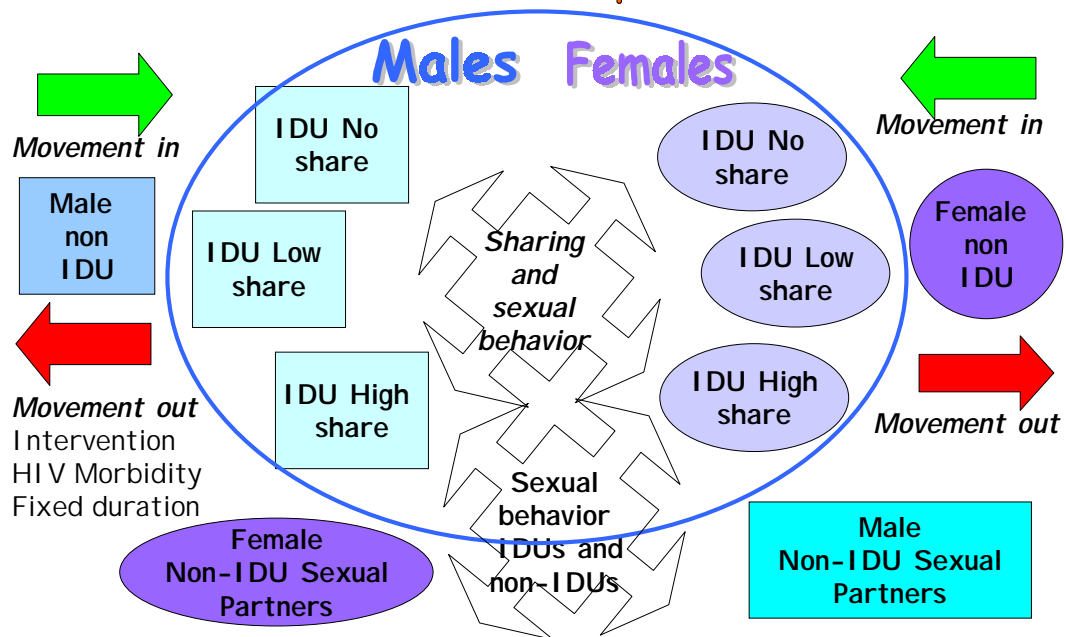 Males Females
Movement in
Movement in
IDU No
share
IDU No
share
Male
non
IDU
IDU Low
share
Sharing
and
sexual
behavior
IDU Low
share
Female
non
IDU
IDU High
share
IDU High
share
Movement out
Intervention
HIV Morbidity
Fixed duration
Movement out
Sexual
behavior
IDUs and
non-IDUs
Female
Non-IDU Sexual
Partners
Male
Non-IDU Sexual
Partners